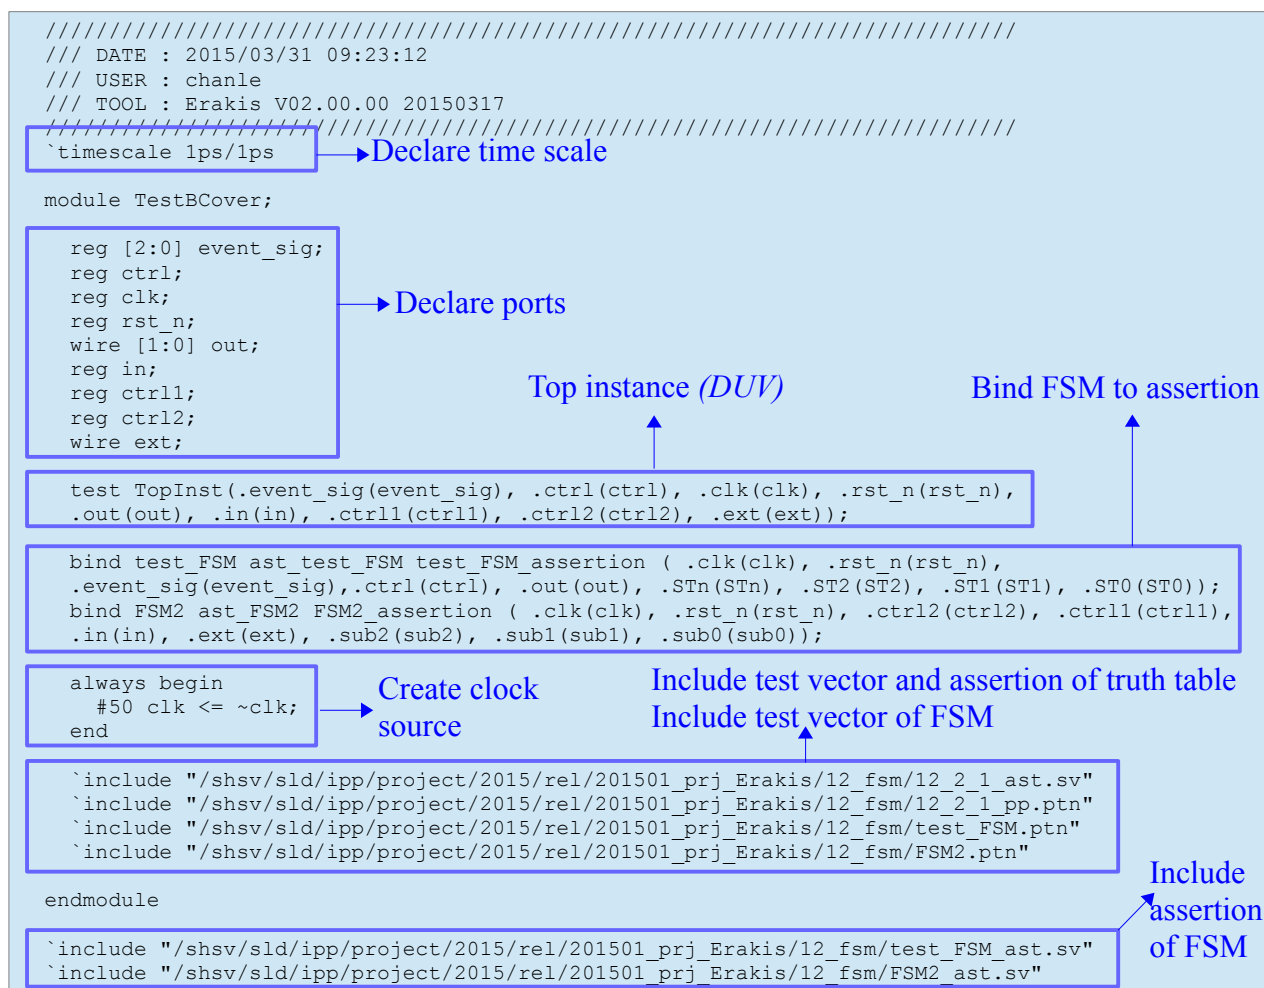 //////////////////////////////////////////////////////////////////////////
/// DATE : 2015/03/31 09:23:12
/// USER : chanle
/// TOOL : Erakis V02.00.00 20150317
//////////////////////////////////////////////////////////////////////////
`timescale 1ps/1ps
Declare time scale
module TestBCover;
reg [2:0] event_sig;
reg ctrl;
reg clk;
reg rst_n;
wire [1:0] out;
reg in;
reg ctrl1;
reg ctrl2;
wire ext;
Declare ports
Top instance (DUV)
Bind FSM to assertion
test TopInst(.event_sig(event_sig), .ctrl(ctrl), .clk(clk), .rst_n(rst_n),
.out(out), .in(in), .ctrl1(ctrl1), .ctrl2(ctrl2), .ext(ext));
bind test_FSM ast_test_FSM test_FSM_assertion ( .clk(clk), .rst_n(rst_n),
.event_sig(event_sig),.ctrl(ctrl), .out(out), .STn(STn), .ST2(ST2), .ST1(ST1), .ST0(ST0));
bind FSM2 ast_FSM2 FSM2_assertion ( .clk(clk), .rst_n(rst_n), .ctrl2(ctrl2), .ctrl1(ctrl1),
.in(in), .ext(ext), .sub2(sub2), .sub1(sub1), .sub0(sub0));
always begin
#50 clk <= ~clk;
end
Create clock
source
Include test vector and assertion of truth table
Include test vector of FSM
`include "/shsv/sld/ipp/project/2015/rel/201501_prj_Erakis/12_fsm/12_2_1_ast.sv"
`include "/shsv/sld/ipp/project/2015/rel/201501_prj_Erakis/12_fsm/12_2_1_pp.ptn"
`include "/shsv/sld/ipp/project/2015/rel/201501_prj_Erakis/12_fsm/test_FSM.ptn"
`include "/shsv/sld/ipp/project/2015/rel/201501_prj_Erakis/12_fsm/FSM2.ptn"
endmodule
Include
assertion
of FSM
`include "/shsv/sld/ipp/project/2015/rel/201501_prj_Erakis/12_fsm/test_FSM_ast.sv"
`include "/shsv/sld/ipp/project/2015/rel/201501_prj_Erakis/12_fsm/FSM2_ast.sv"